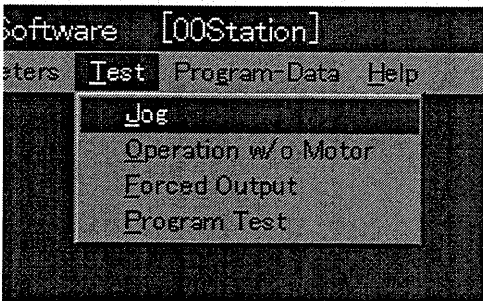 Software [00Station]
eters Test Program-Data Help
Jog
Operation w/o Motor
Forced Output
Program Test